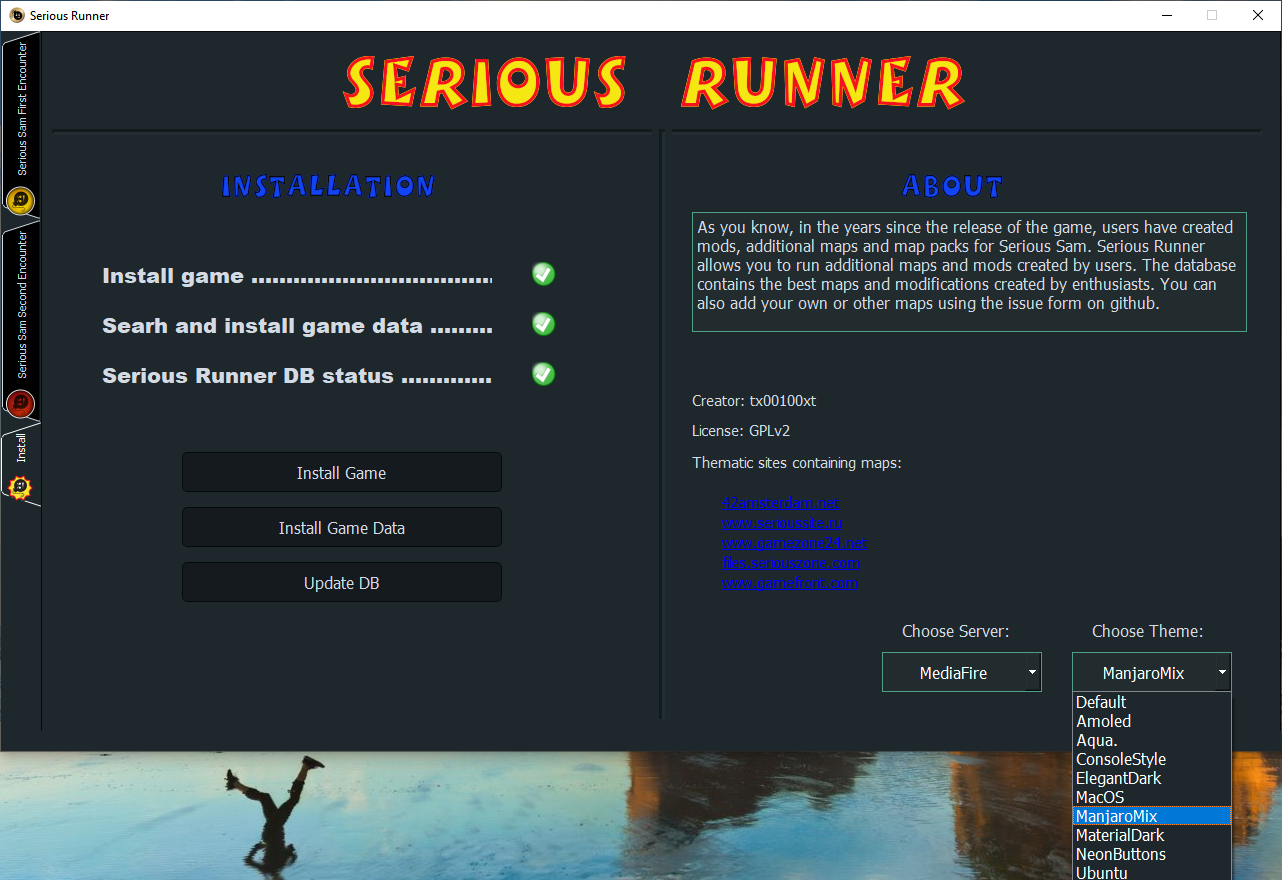 Serious Runner
Serious Sam First Encounter
Serious Sam Second Encounter
Install
SERIOUS RUNNER
INSTALLATION
Install game ..................................
Searh and install game data .........
Serious Runner DB status .............
Install Game
Install Game Data
Update DB
ABOUT
As you know, in the years since the release of the game, users have created
mods, additional maps and map packs for Serious Sam. Serious Runner
allows you to run additional maps and mods created by users. The database
contains the best maps and modifications created by enthusiasts. You can
also add your own or other maps using the issue form on github.
Creator: tx00100xt
License: GPLv2
Thematic sites containing maps:
42amsterdam.net
www.serioussite.ru
www.gamezone21.net
files.seriouszone.com
www.gamefront.com
Choose Server:
MediaFire
Choose Theme:
ManjaroMix
Default
Amoled
Aqua.
ConsoleStyle
ElegantDark
MacOS
ManjaroMix
MaterialDark
NeonButtons
Ubuntu